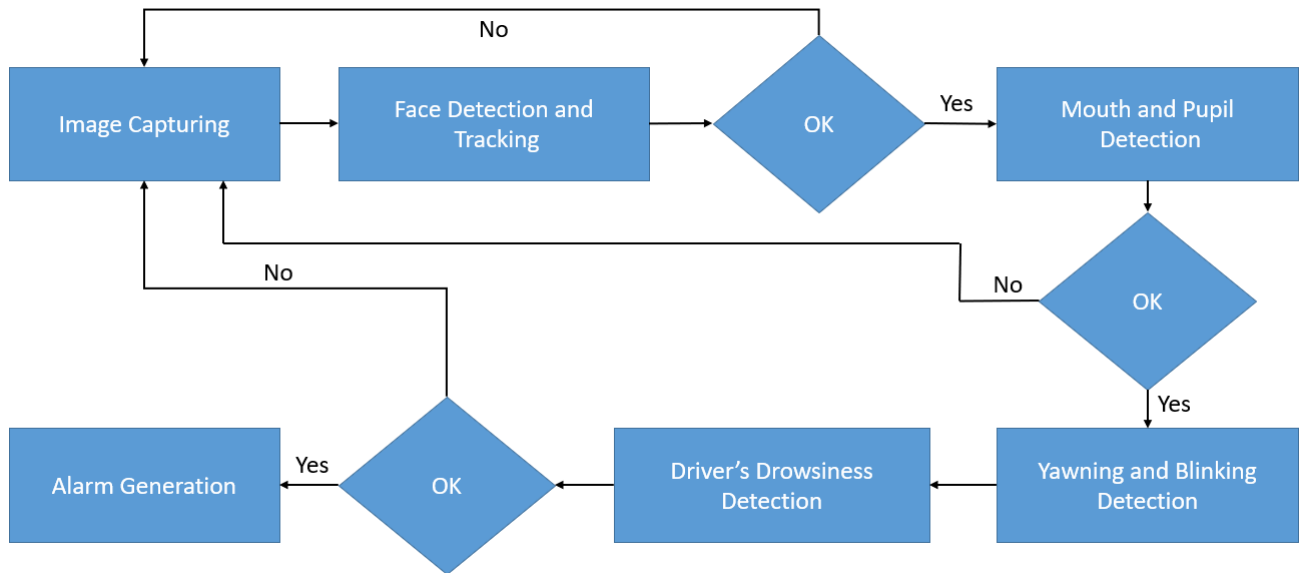 No
Image Capturing
Face Detection and
Tracking
OK
Yes
Mouth and Pupil
Detection
No
No
OK
Yes
Alarm Generation
Yes
OK
Driver’s Drowsiness
Detection
Yawning and Blinking
Detection